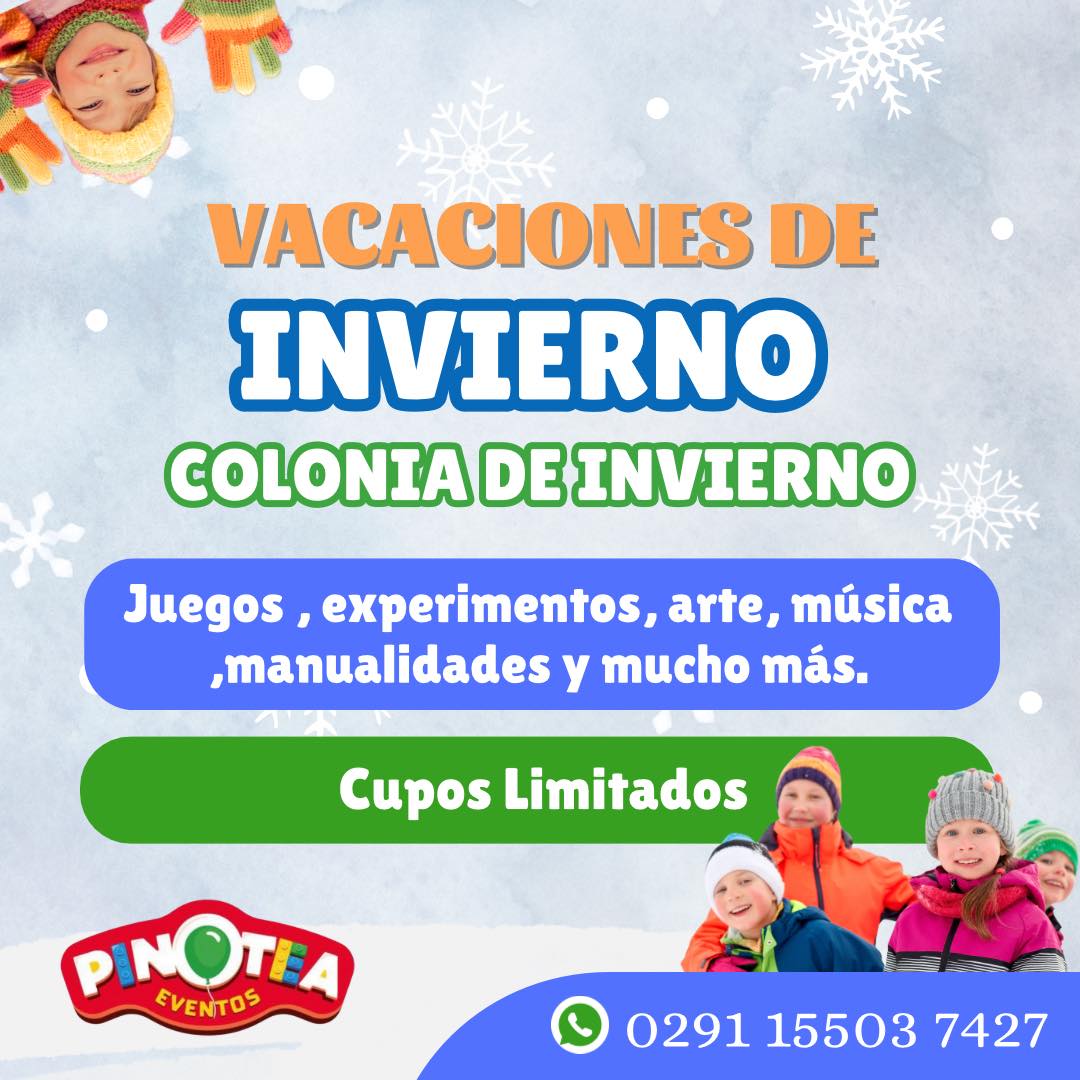 VACACIONES DE
INVIERNO
COLONIA DE INVIERNO
Juegos , experimentos, arte, música
,manualidades y mucho más.
Cupos Limitados
PINOTEA
EVENTOS
0291 15503 7427